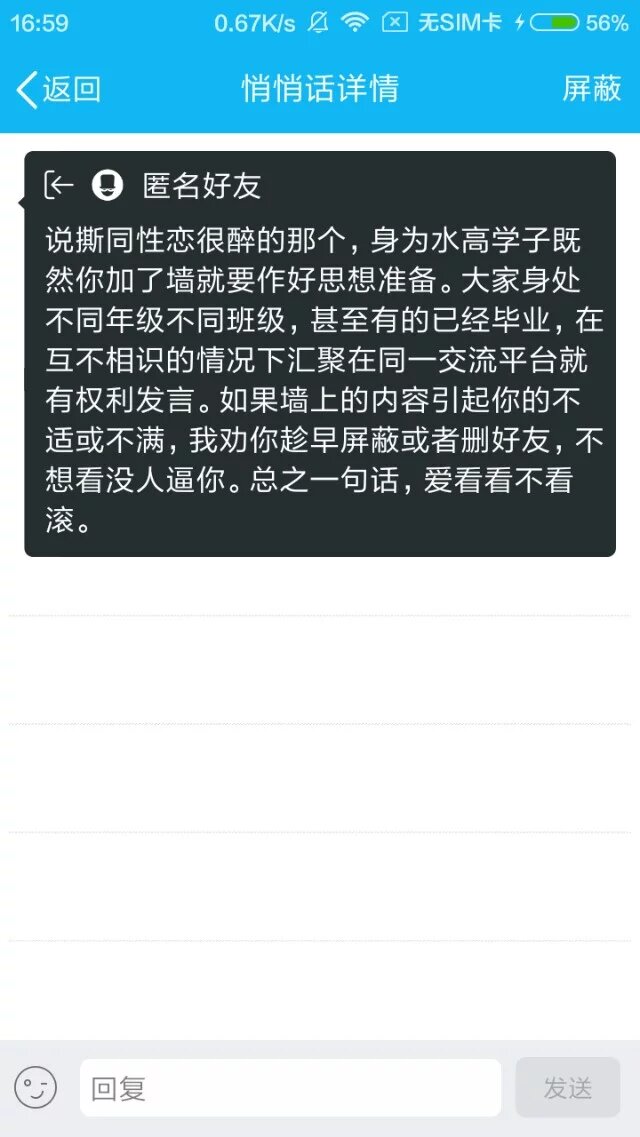 16:59 0.67K/s 无SIM卡 56%
返回 悄悄话详情 屏蔽
匿名好友
说撕同性恋很醉的那个，身为水高学子既
然你加了墙就要作好思想准备。大家身处
不同年级不同班级，甚至有的已经毕业，在
互不相识的情况下汇聚在同一交流平台就
有权利发言。如果墙上的内容引起你的不
适或不满，我劝你趁早屏蔽或者删好友，不
想看没人逼你。总之一句话，爱看看不看
滚。
回复 发送